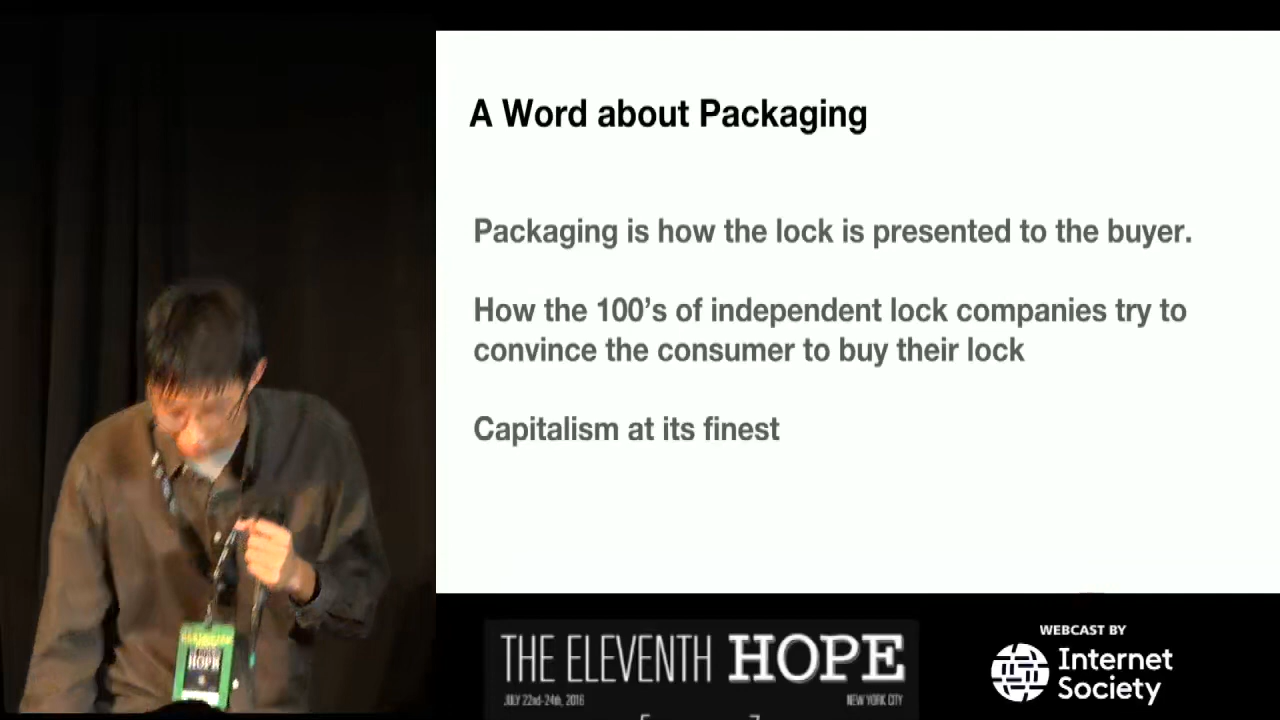 A Word about Packaging
Packaging is how the lock is presented to the buyer.
How the 100's of independent lock companies try to
convince the consumer to buy their lock
Capitalism at its finest
HOPE
THE ELEVENTH HOPE
JULY 22nd-24th, 2016
NEW YORK CITY
WEBCAST BY
Internet
Society